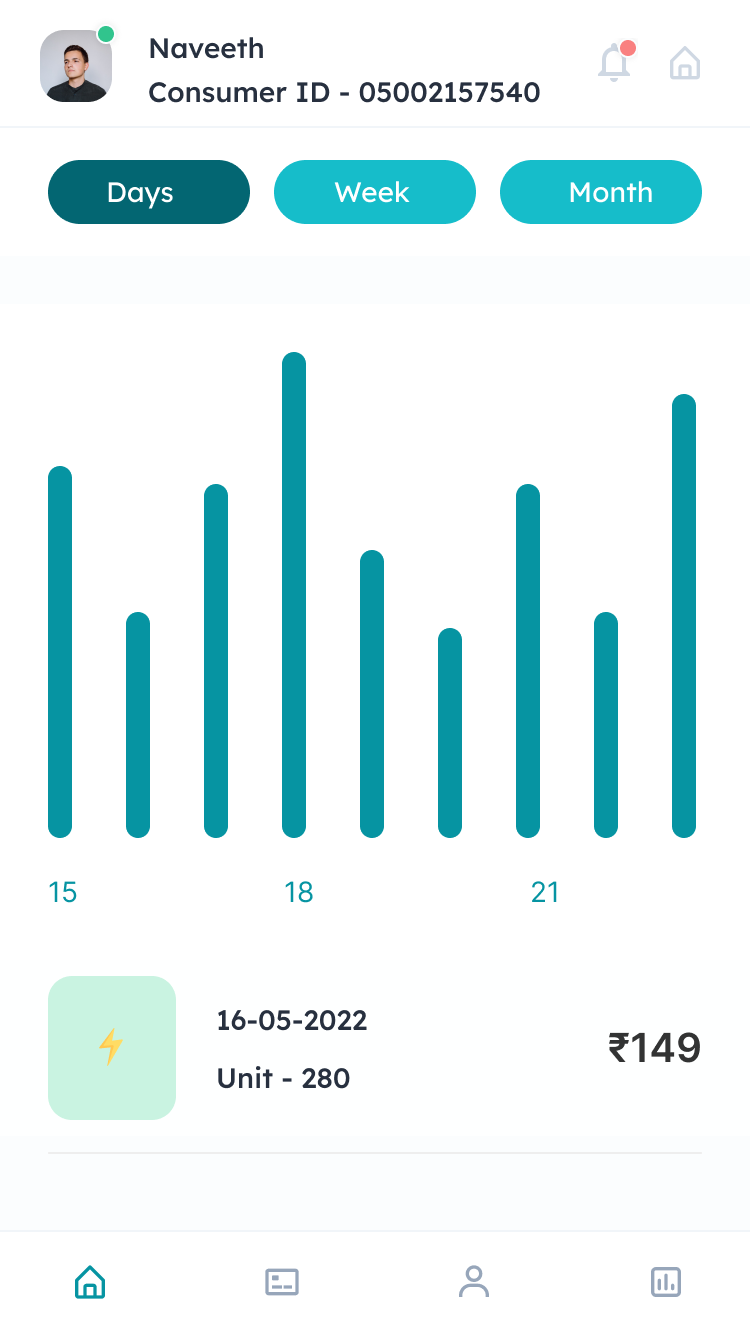 Naveeth
Consumer ID - 05002157540
Days Week Month
15 18 21
16-05-2022
Unit - 280
₹149